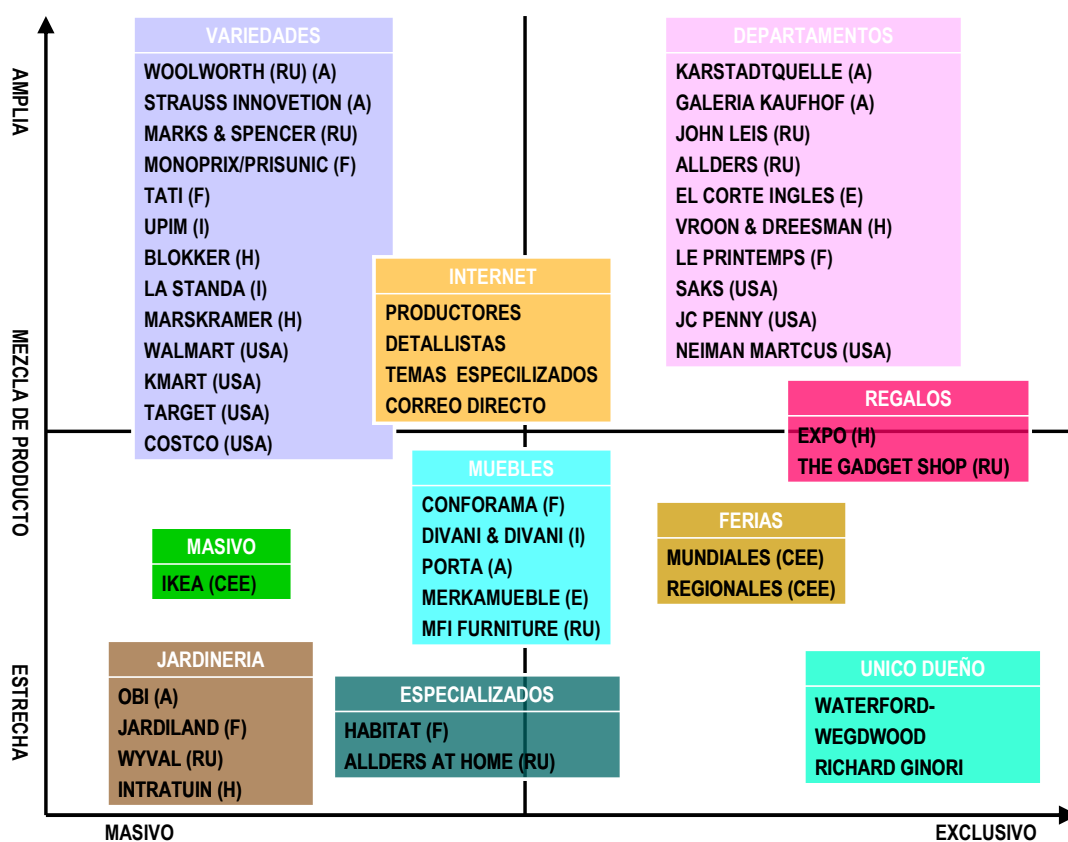 AMPLIA
MEZCLA DE PRODUCTO
ESTRECHA
VARIEDADES
WOOLWORTH (RU) (A)
STRAUSS INNOVETION (A)
MARKS & SPENCER (RU)
MONOPRIX/PRISUNIC (F)
TATI (F)
UPIM (I)
BLOKKER (H)
LA STANDA (I)
MARSKRAMER (H)
WALMART (USA)
KMART (USA)
TARGET (USA)
COSTCO (USA)
DEPARTAMENTOS
KARSTADTQUELLE (A)
GALERIA KAUFHOF (A)
JOHN LEIS (RU)
ALLDERS (RU)
EL CORTE INGLES (E)
VROON & DREESMAN (H)
LE PRINTEMPS (F)
SAKS (USA)
JC PENNY (USA)
NEIMAN MARTCUS (USA)
INTERNET
PRODUCTORES
DETALLISTAS
TEMAS ESPECILIZADOS
CORREO DIRECTO
REGALOS
EXPO (H)
THE GADGET SHOP (RU)
MUEBLES
CONFORAMA (F)
DIVANI & DIVANI (I)
PORTA (A)
MERKAMUEBLE (E)
MFI FURNITURE (RU)
FERIAS
MUNDIALES (CEE)
REGIONALES (CEE)
MASIVO
IKEA (CEE)
JARDINERIA
OBI (A)
JARDILAND (F)
WYVAL (RU)
INTRATUIN (H)
ESPECIALIZADOS
HABITAT (F)
ALLDERS AT HOME (RU)
UNICO DUEÑO
WATERFORD-
WEGDWOOD
RICHARD GINORI
MASIVO
EXCLUSIVO